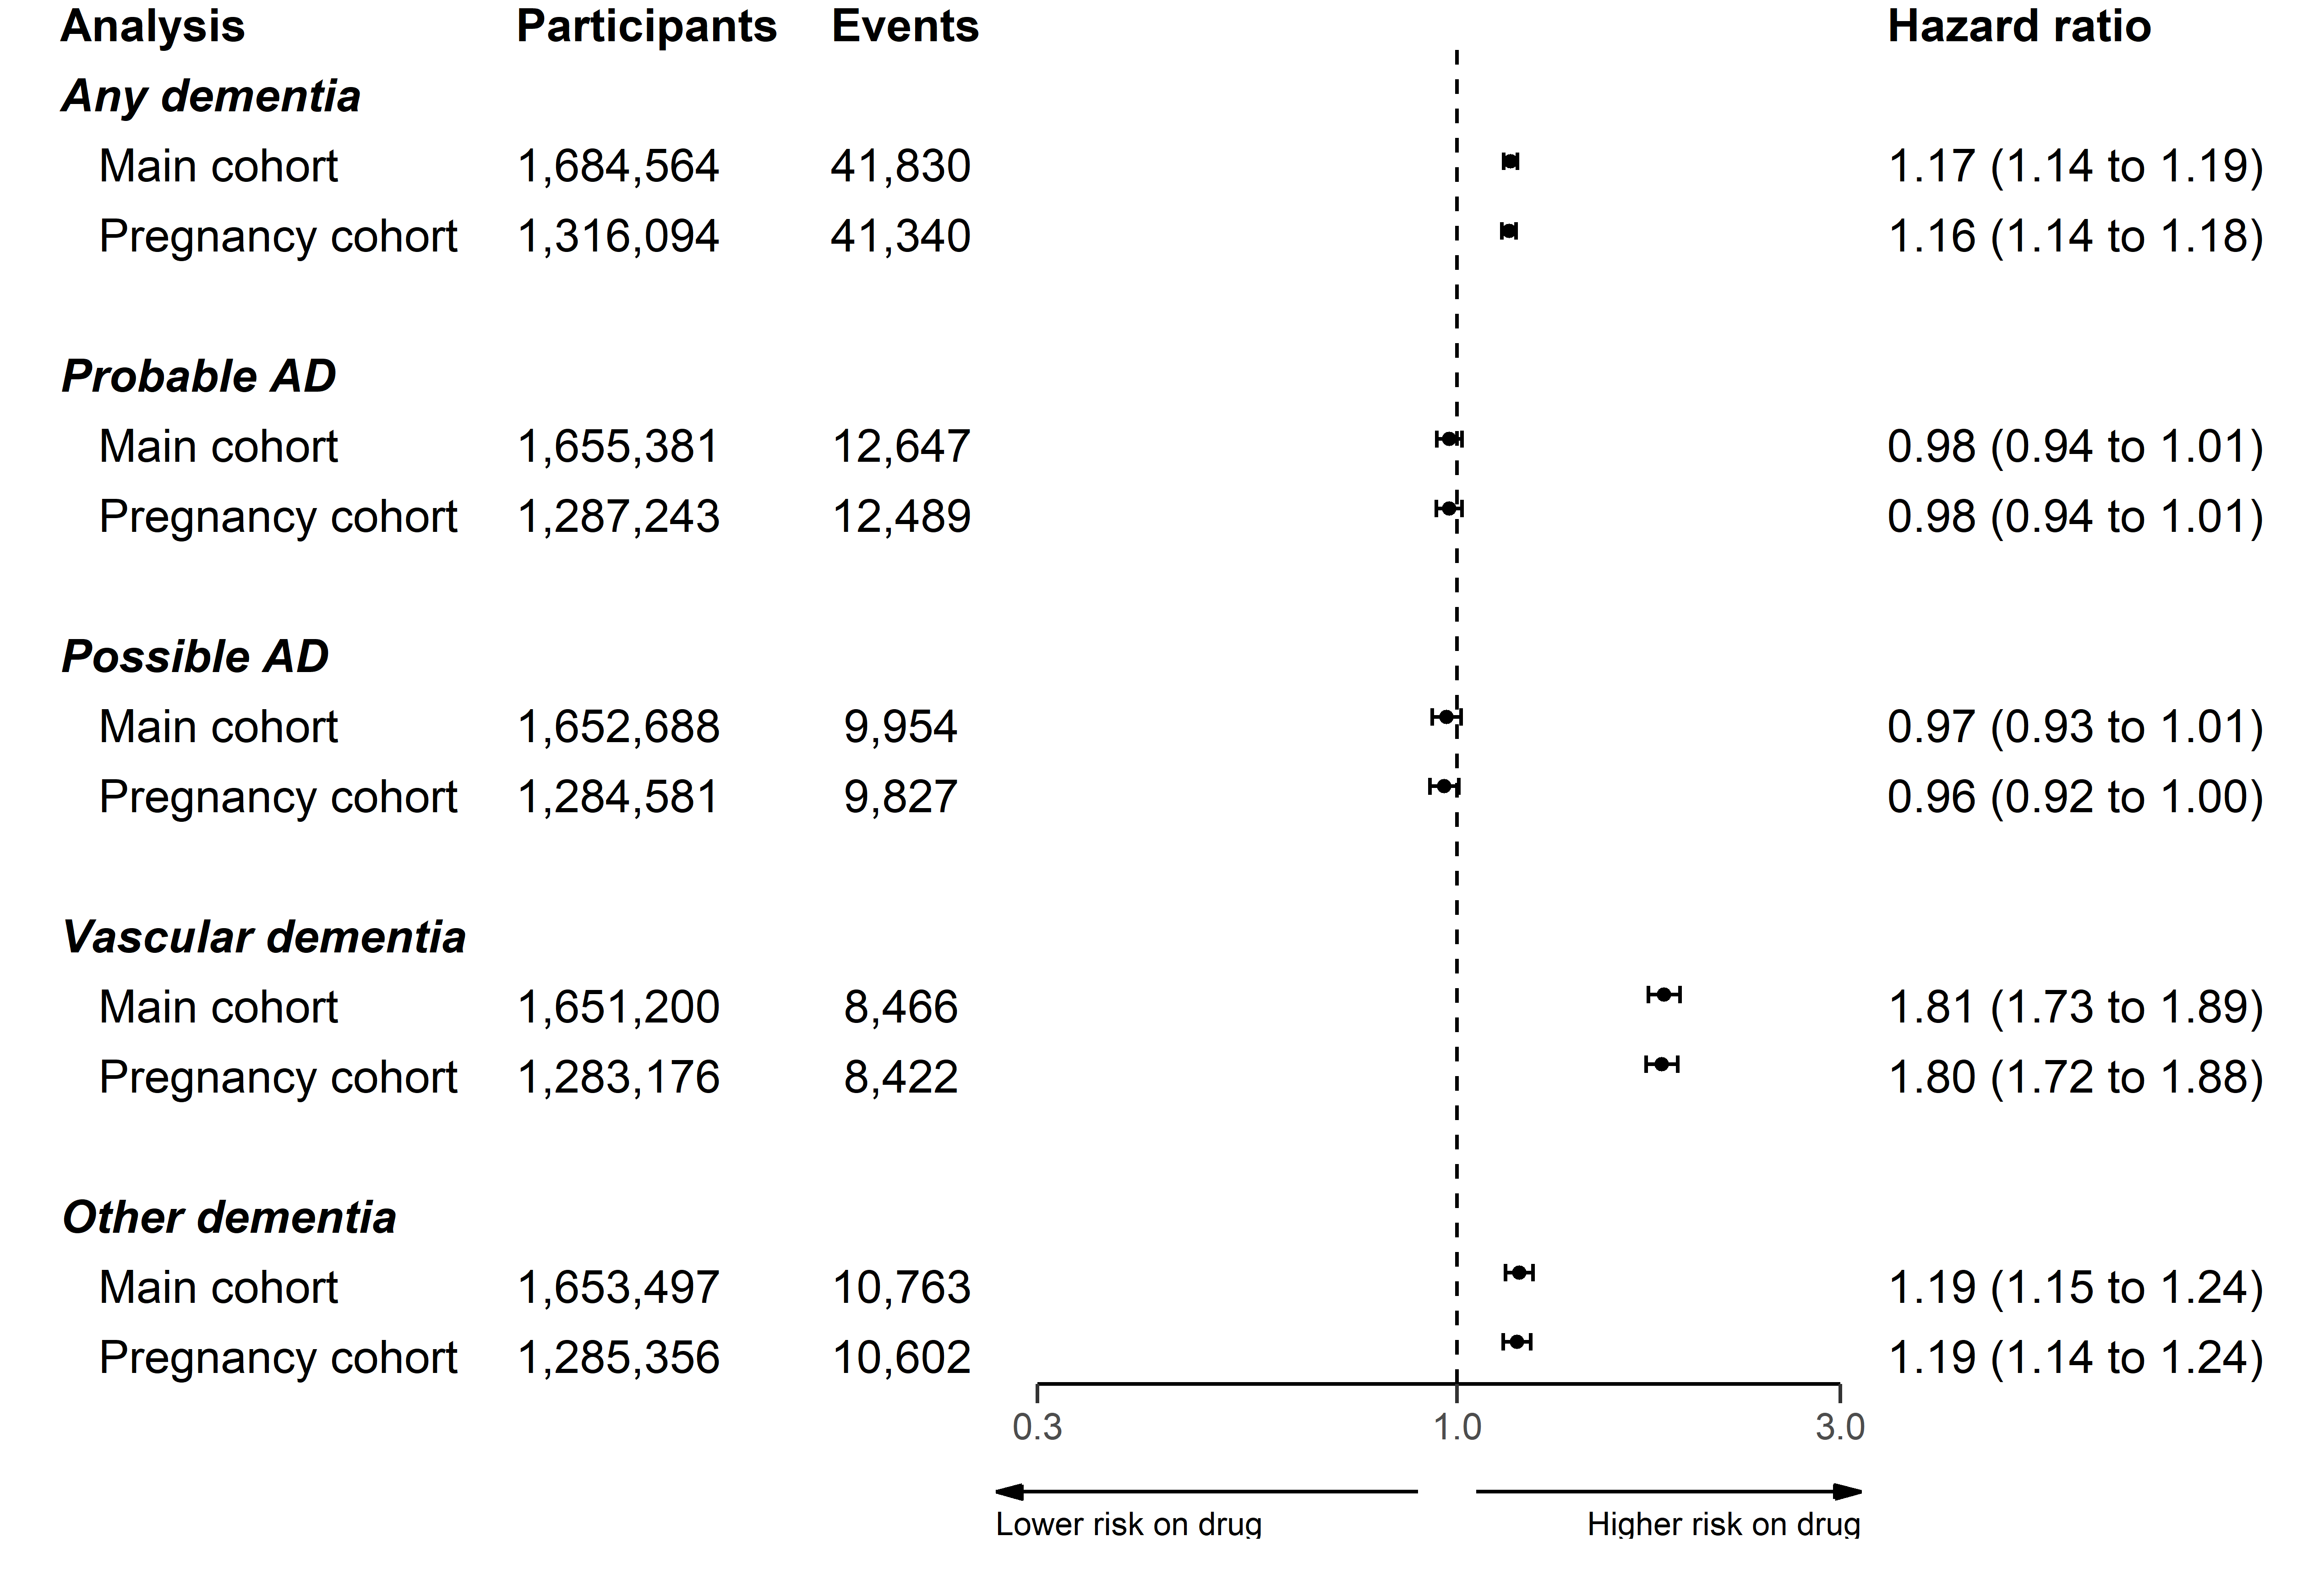 Analysis Participants Events Hazard ratio
Any dementia
Main cohort 1,684,564 41,830 1.17 (1.14 to 1.19)
Pregnancy cohort 1,316,094 41,340 1.16 (1.14 to 1.18)
Probable AD
Main cohort 1,655,381 12,647 0.98 (0.94 to 1.01)
Pregnancy cohort 1,287,243 12,489 0.98 (0.94 to 1.01)
Possible AD
Main cohort 1,652,688 9,954 0.97 (0.93 to 1.01)
Pregnancy cohort 1,284,581 9,827 0.96 (0.92 to 1.00)
Vascular dementia
Main cohort 1,651,200 8,466 1.81 (1.73 to 1.89)
Pregnancy cohort 1,283,176 8,422 1.80 (1.72 to 1.88)
Other dementia
Main cohort 1,653,497 10,763 1.19 (1.15 to 1.24)
Pregnancy cohort 1,285,356 10,602 1.19 (1.14 to 1.24)
0.3 1.0 3.0
Lower risk on drug Higher risk on drug